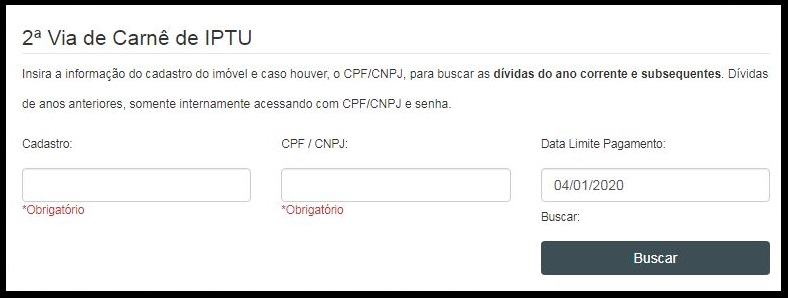 2ª Via de Carnê de IPTU
Insira a informação do cadastro do imóvel e caso houver, o CPF/CNPJ, para buscar as dívidas do ano corrente e subsequentes. Dívidas
de anos anteriores, somente internamente acessando com CPF/CNPJ e senha.
Cadastro:
CPF / CNPJ:
Data Limite Pagamento:
04/01/2020
*Obrigatório
*Obrigatório
Buscar:
Buscar